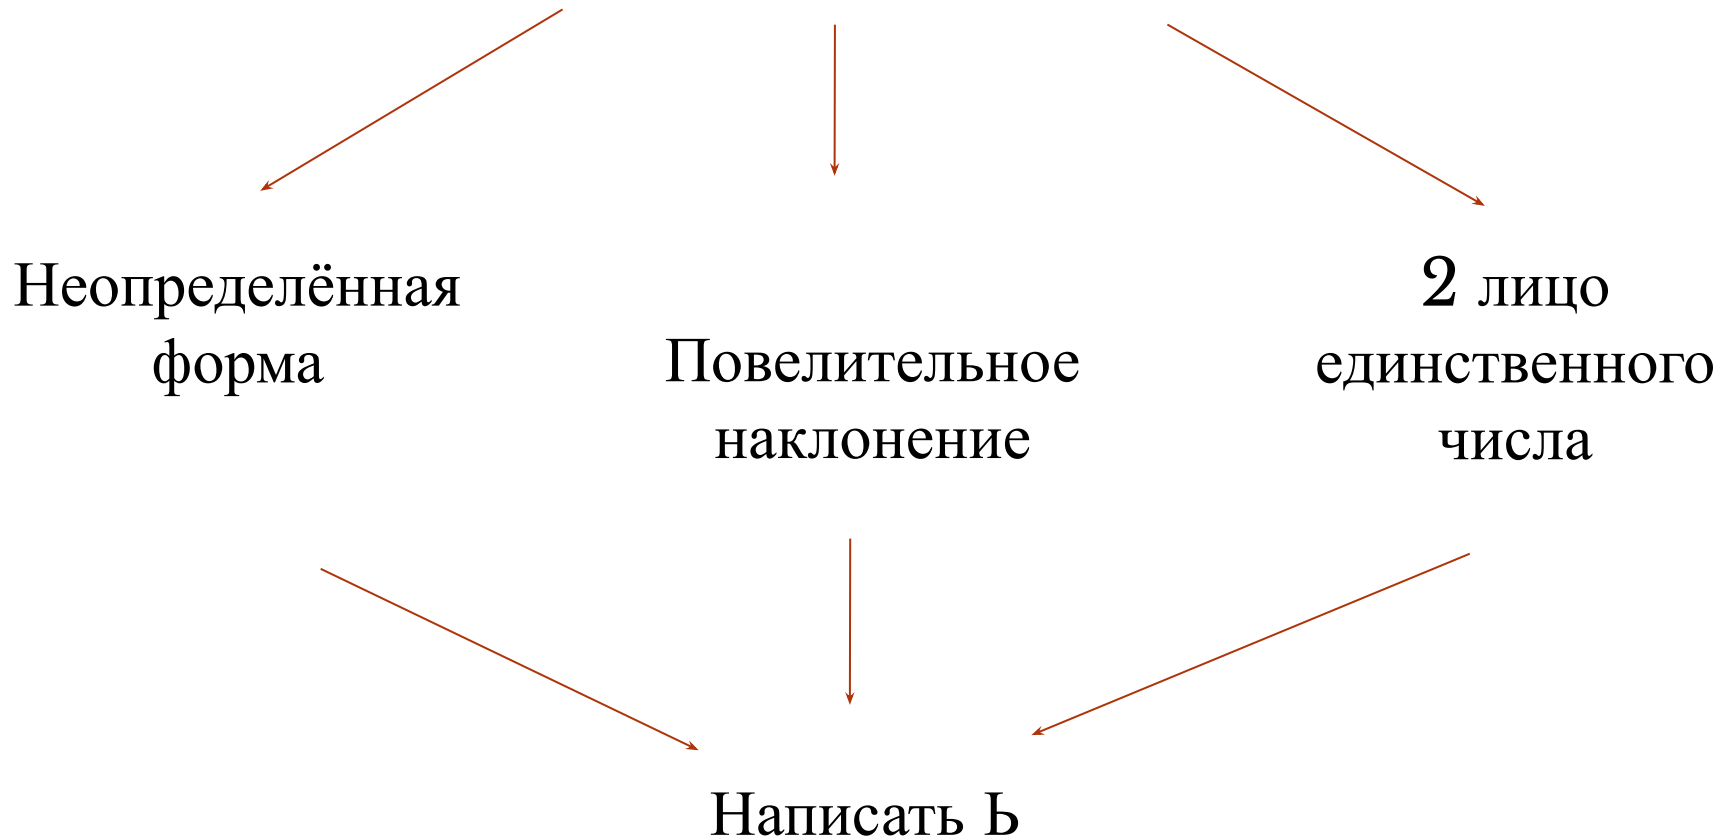 Неопределённая
форма
Повелительное
наклонение
2 лицо
единственного
числа
Написать Ь